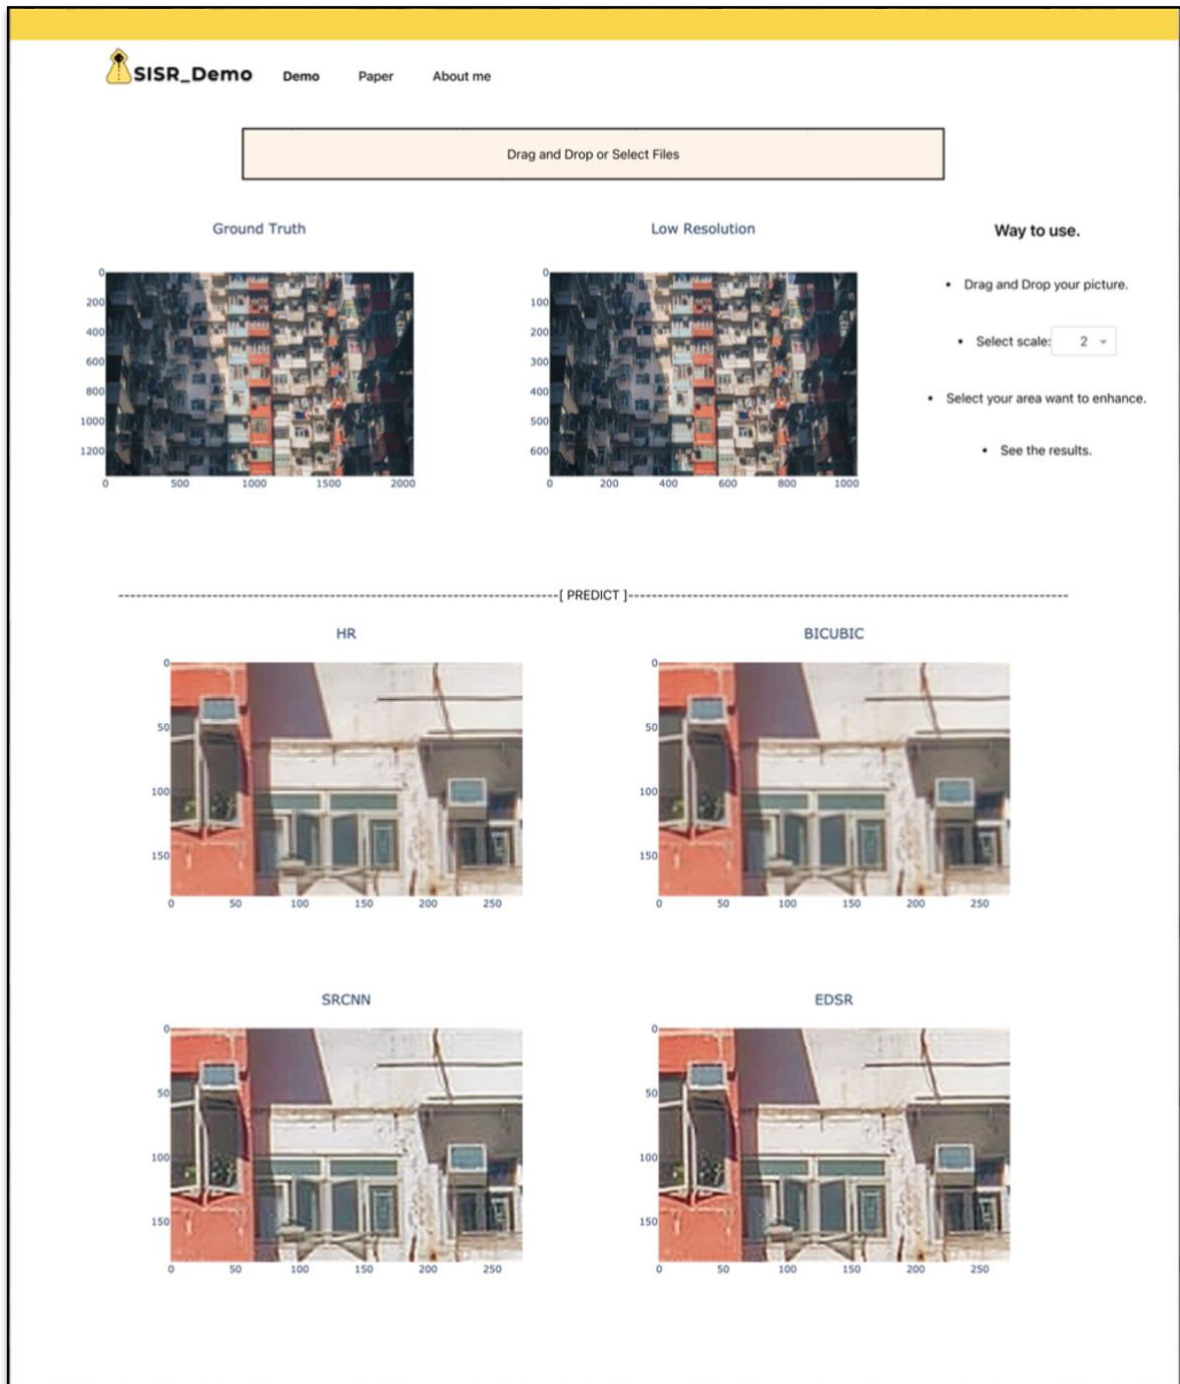 SISR_Demo Demo Paper About me
Drag and Drop or Select Files
Ground Truth
0
200
400
600
800
1000
1200
0 500 1000 1500 2000
Low Resolution
0
100
200
300
400
500
600
0 200 400 600 800 1000
Way to use.
• Drag and Drop your picture.
• Select scale: 2
• Select your area want to enhance.
• See the results.
---------------------------------------------------------------------------[ PREDICT ]---------------------------------------------------------------------------
HR
0
50
100
150
0 50 100 150 200 250
BICUBIC
0
50
100
150
0 50 100 150 200 250
SRCNN
0
50
100
150
0 50 100 150 200 250
EDSR
0
50
100
150
0 50 100 150 200 250